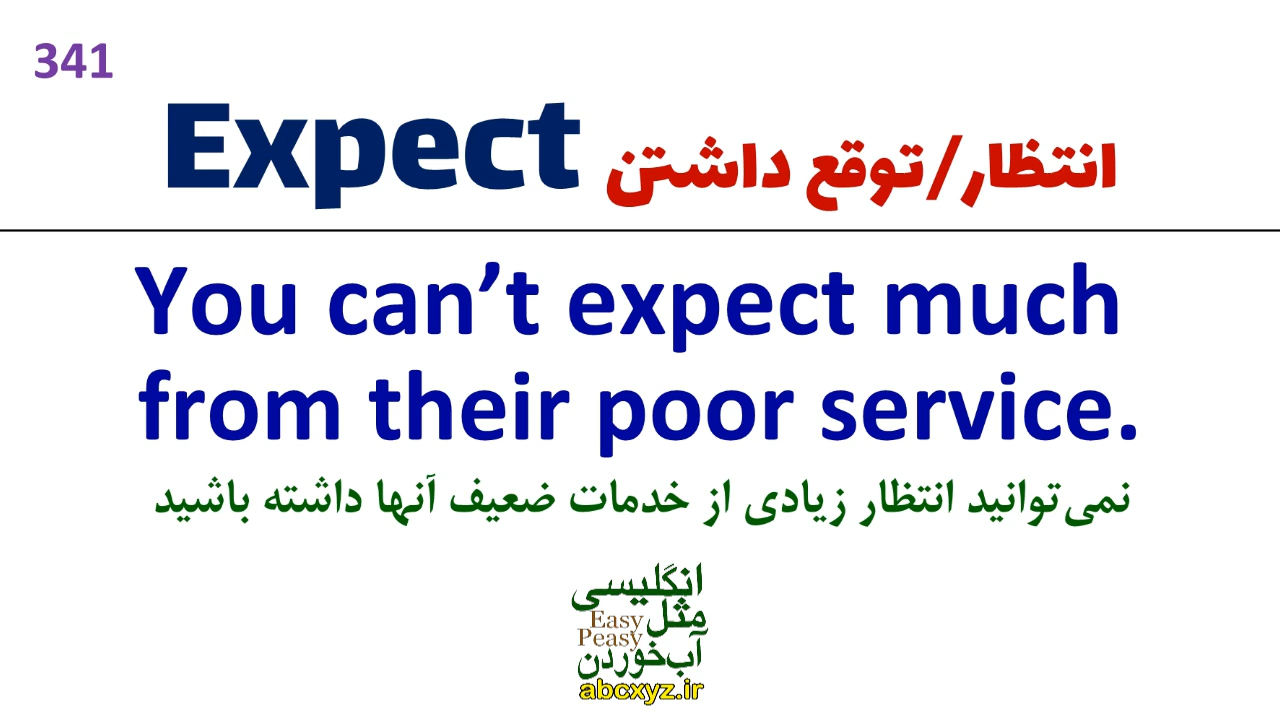 341
Expect انتظار/توقع داشتن
You can’t expect much
from their poor service.
نمی‌توانید انتظار زیادی از خدمات ضعیف آنها داشته باشید
انگلیسی
مثل Easy
Peasy
آب‌خوردن
abcxyz.ir